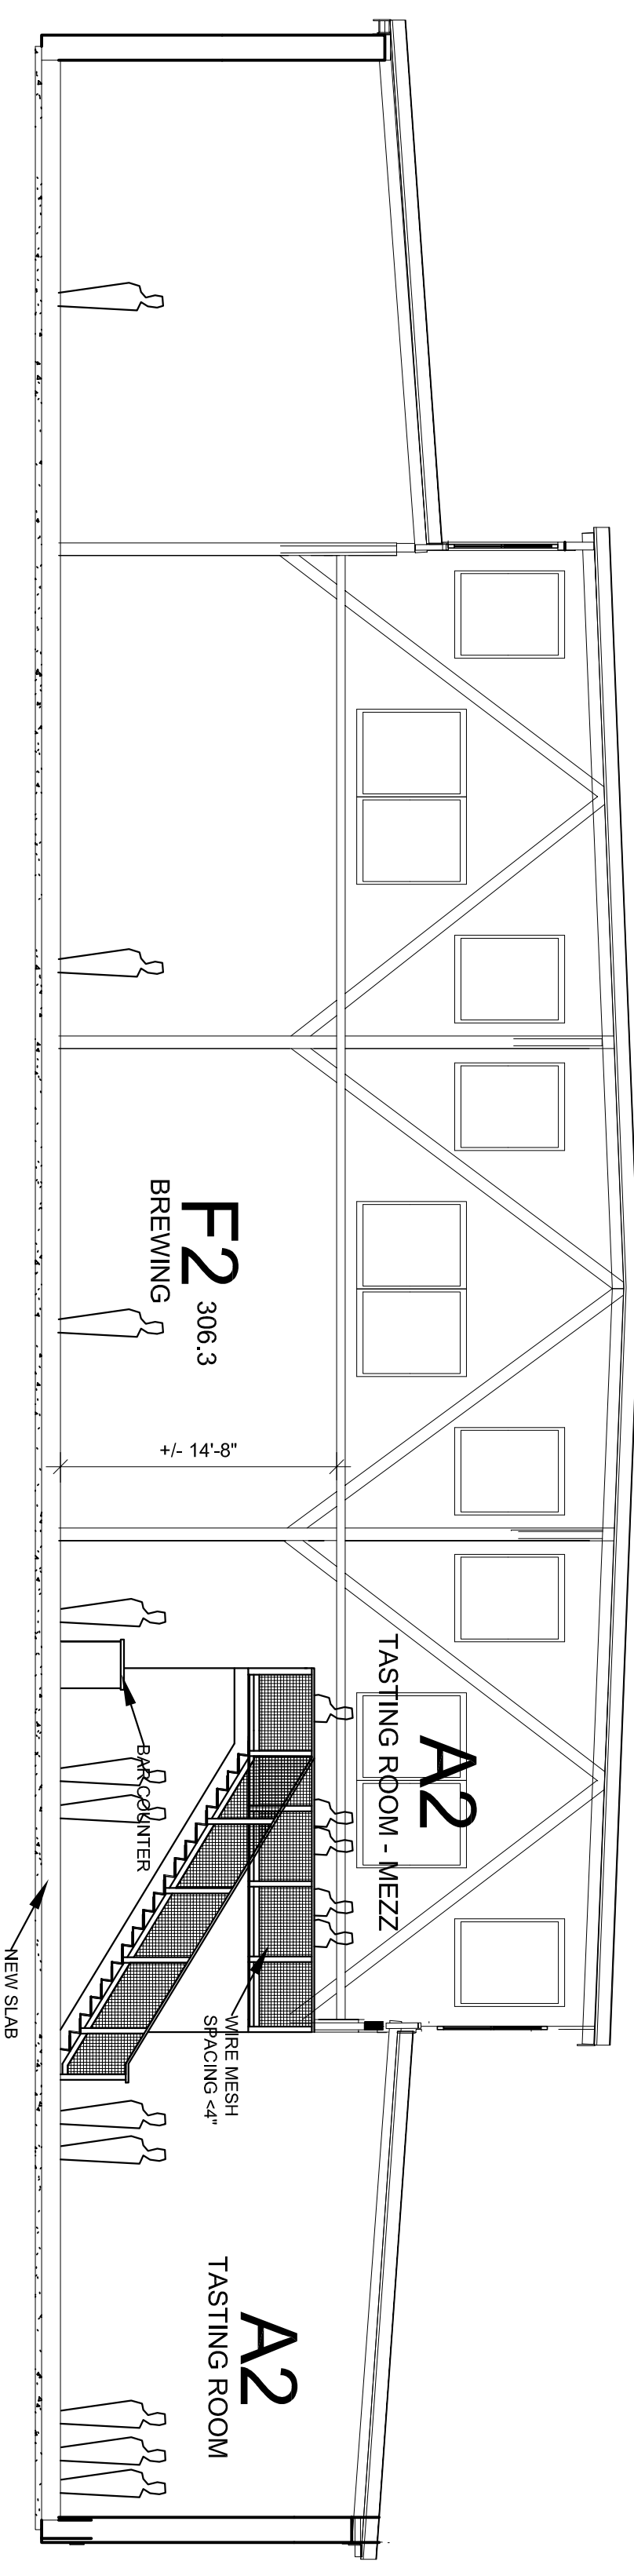 F2
306.3
BREWING
+/- 14'-8"
A2
TASTING ROOM - MEZZ
BAR COUNTER
WIRE MESH
SPACING <4"
NEW SLAB
A2
TASTING ROOM